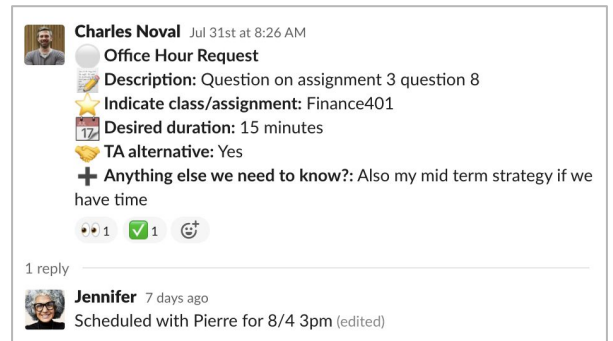 Charles Noval Jul 31st at 8:26 AM
Office Hour Request
Description: Question on assignment 3 question 8
Indicate class/assignment: Finance401
17 Desired duration: 15 minutes
TA alternative: Yes
Anything else we need to know?: Also my mid term strategy if we
have time
1 1
1 reply
Jennifer 7 days ago
Scheduled with Pierre for 8/4 3pm (edited)